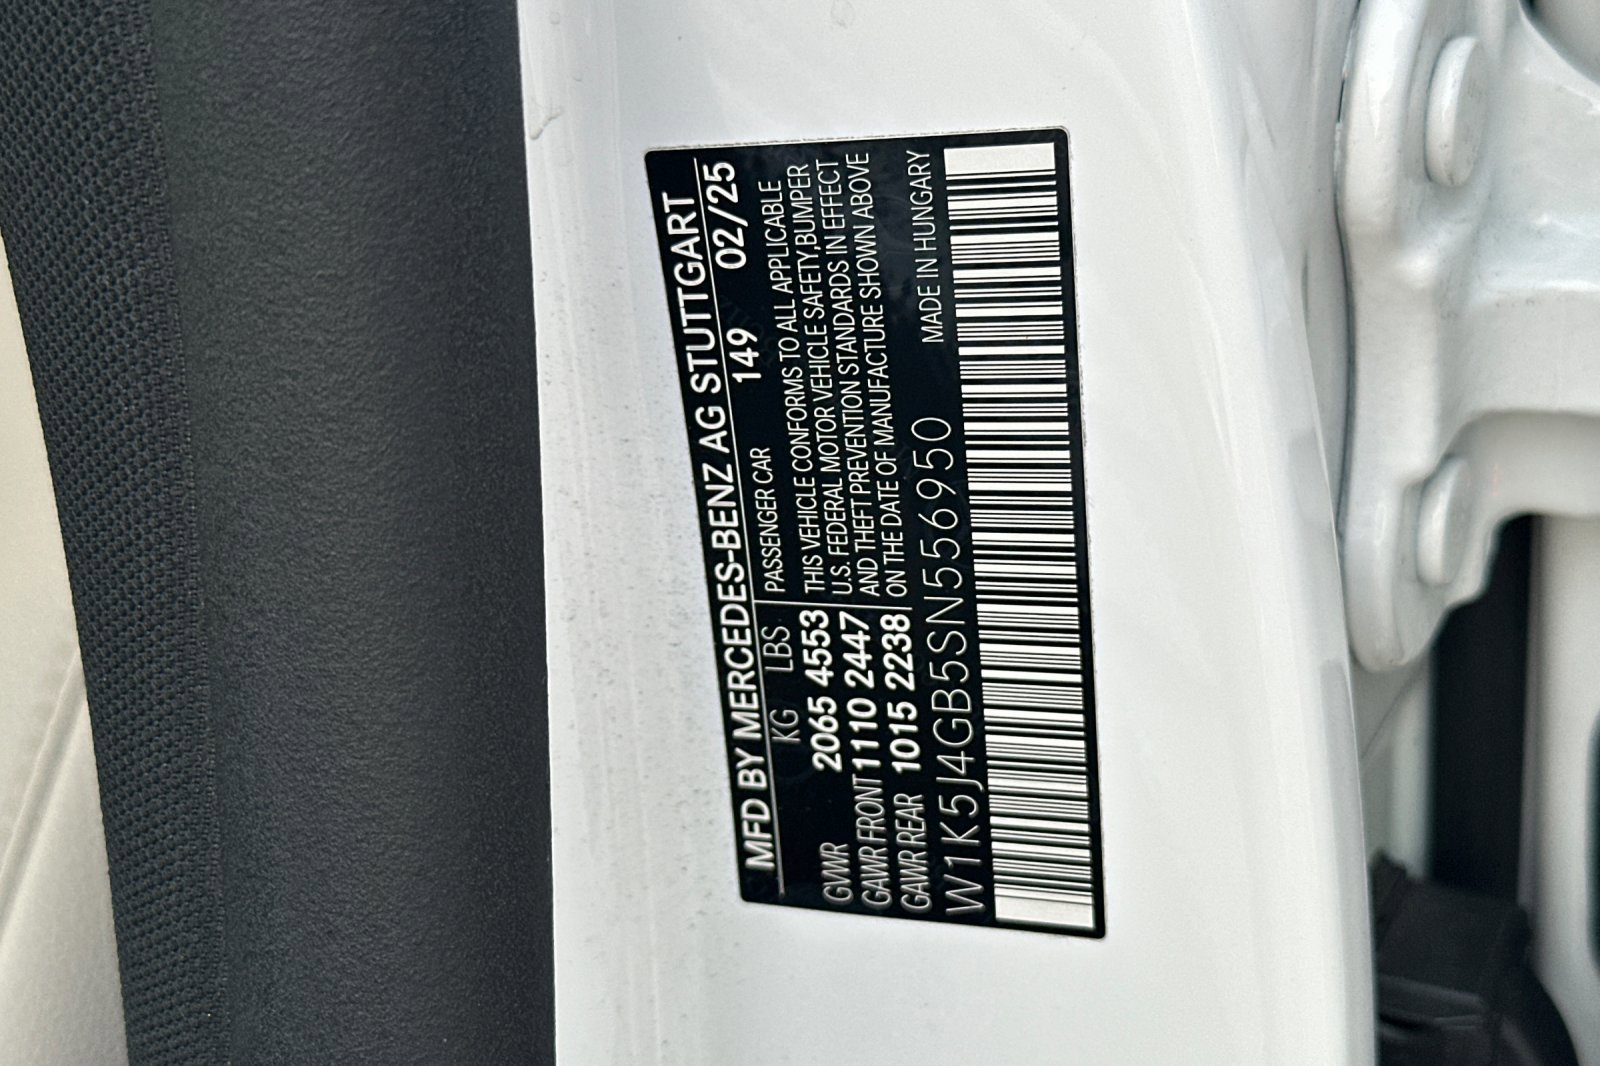 MFD BY MERCEDES-BENZ AG STUTTGART
KG LBS 149 02/25
GVWR 2065 4553
GAWR FRONT 1110 2447
GAWR REAR 1015 2238
PASSENGER CAR
THIS VEHICLE CONFORMS TO ALL APPLICABLE
U.S. FEDERAL MOTOR VEHICLE SAFETY,BUMPER
AND THEFT PREVENTION STANDARDS IN EFFECT
ON THE DATE OF MANUFACTURE SHOWN ABOVE
W1K5J4GB5SN556950 MADE IN HUNGARY